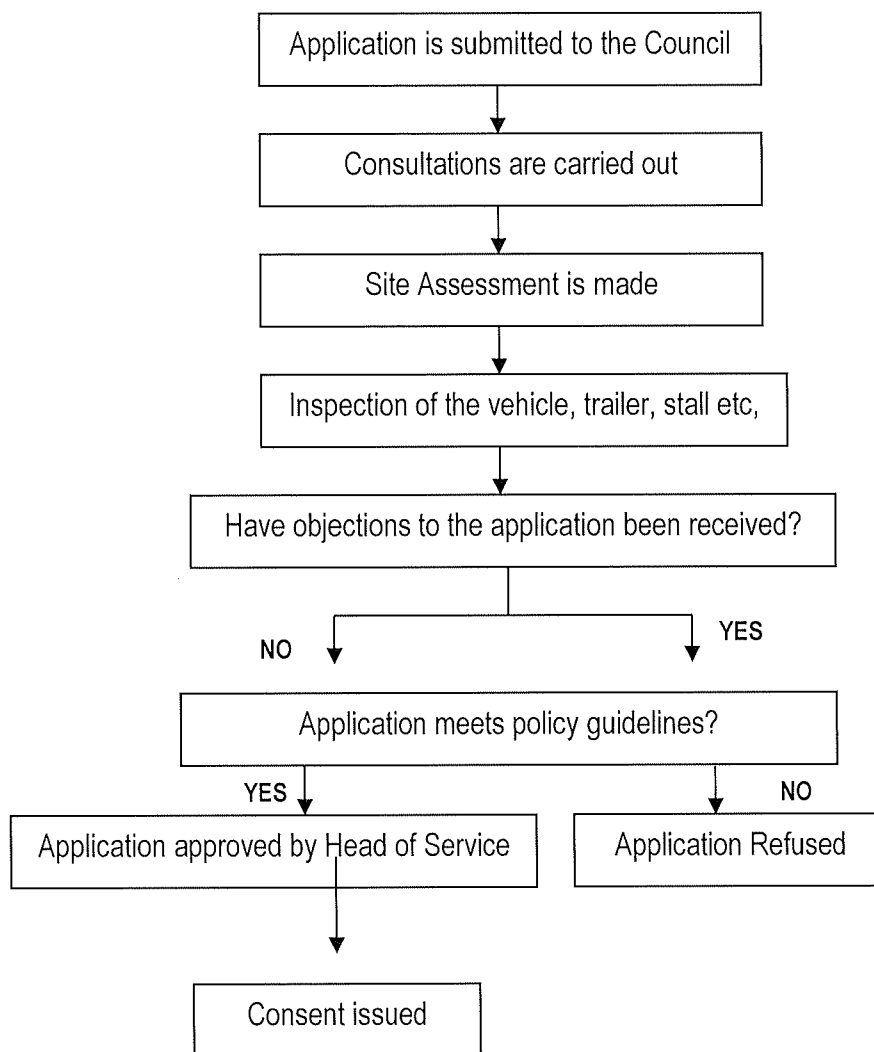 Application is submitted to the Council
Consultations are carried out
Site Assessment is made
Inspection of the vehicle, trailer, stall etc,
Have objections to the application been received?
NO
YES
Application meets policy guidelines?
YES
NO
Application approved by Head of Service
Application Refused
Consent issued